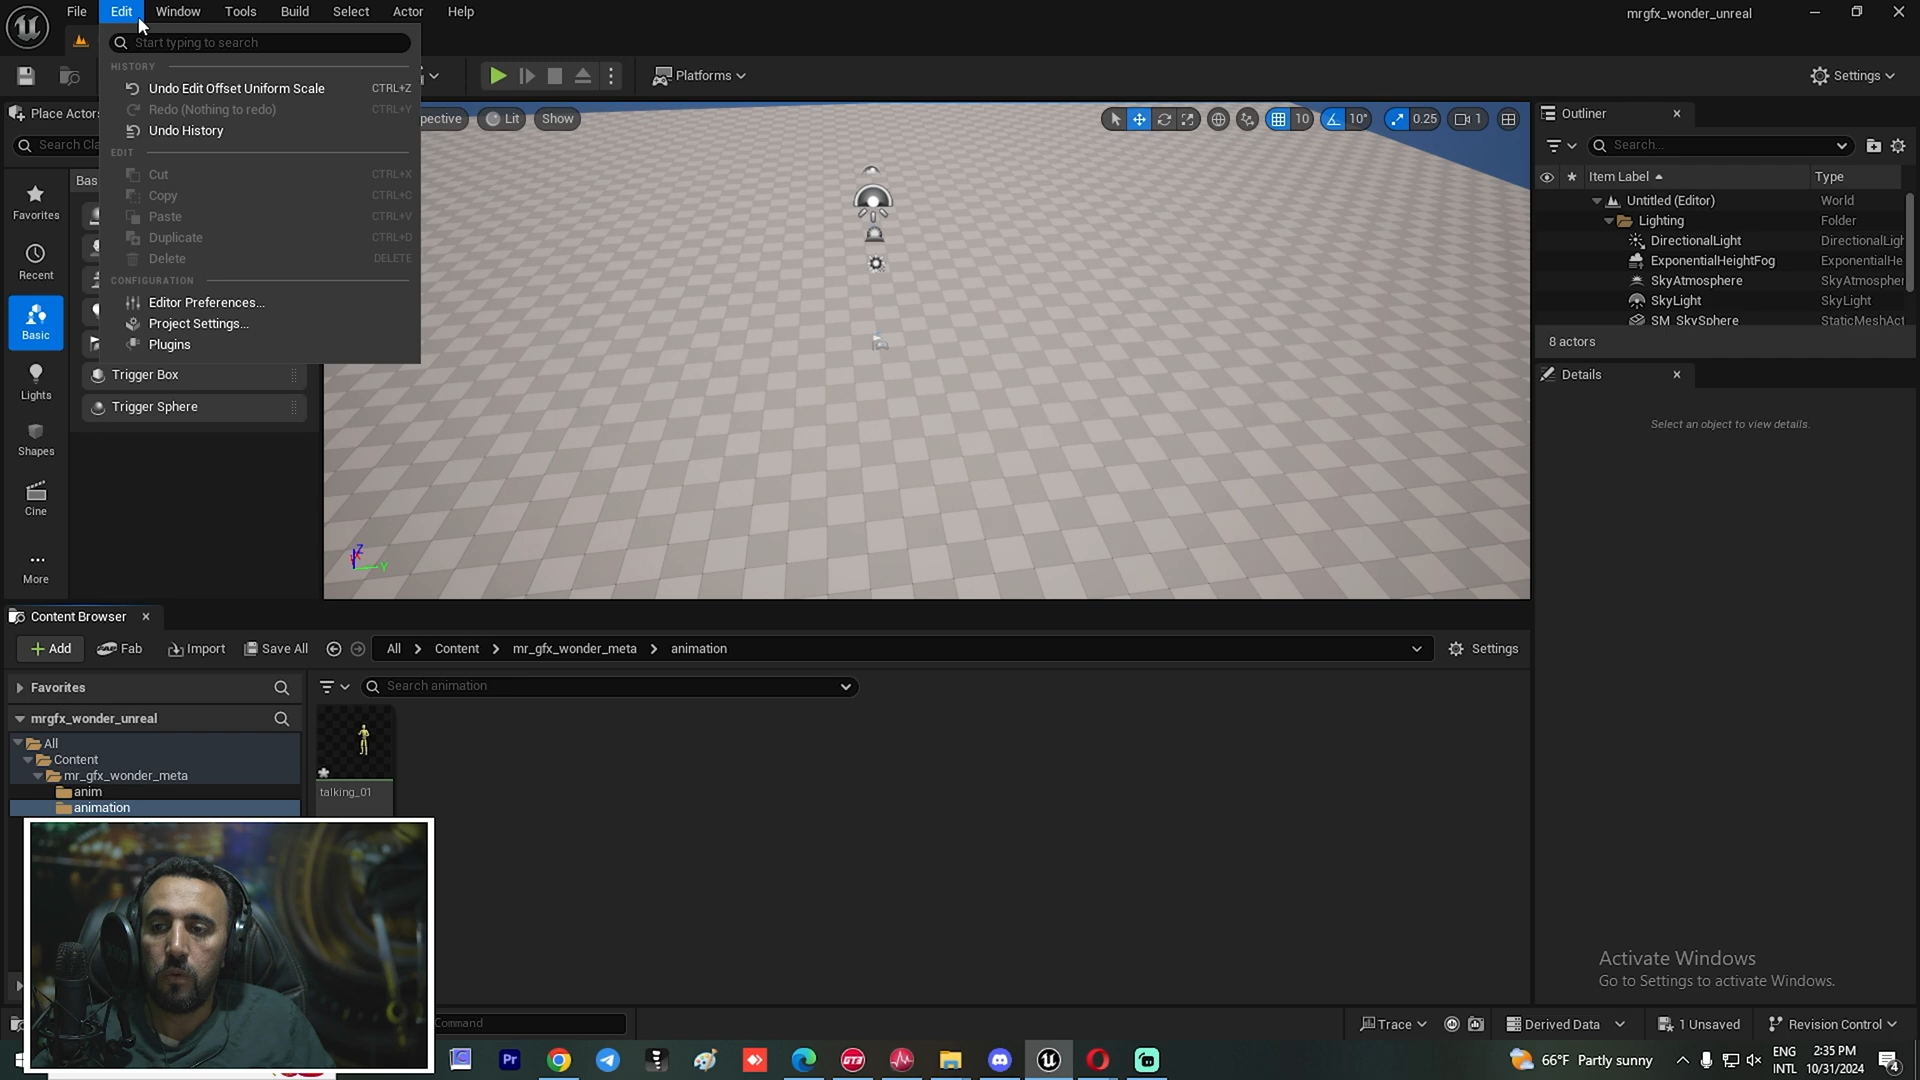 File Edit Window Tools Build Select Actor Help
mrgfx_wonder_unreal
Start typing to search
HISTORY
Undo Edit Offset Uniform Scale CTRL+Z
Redo (Nothing to redo) CTRL+Y
Undo History
EDIT
Cut CTRL+X
Copy CTRL+C
Paste CTRL+V
Duplicate CTRL+D
Delete DELETE
CONFIGURATION
Editor Preferences...
Project Settings...
Plugins
Platforms
Settings
Place Actors
Search Cla
Bas
Favorites
Recent
Basic
Lights
Shapes
Cine
More
Trigger Box
Trigger Sphere
pective Lit Show
10 10° 0.25 1
Z
Y
Outliner
Search...
Item Label Type
Untitled (Editor) World
Lighting Folder
DirectionalLight DirectionalLigh
ExponentialHeightFog ExponentialHe
SkyAtmosphere SkyAtmospher
SkyLight SkyLight
SM_SkySphere StaticMeshAct
8 actors
Details
Select an object to view details.
Content Browser
Add Fab Import Save All All Content mr_gfx_wonder_meta animation Settings
Favorites
Search animation
mrgfx_wonder_unreal
All
Content
mr_gfx_wonder_meta
anim
animation
talking_01
Activate Windows
Go to Settings to activate Windows.
Command
Trace Derived Data 1 Unsaved Revision Control
66°F Partly sunny
ENG
INTL
2:35 PM
10/31/2024
4